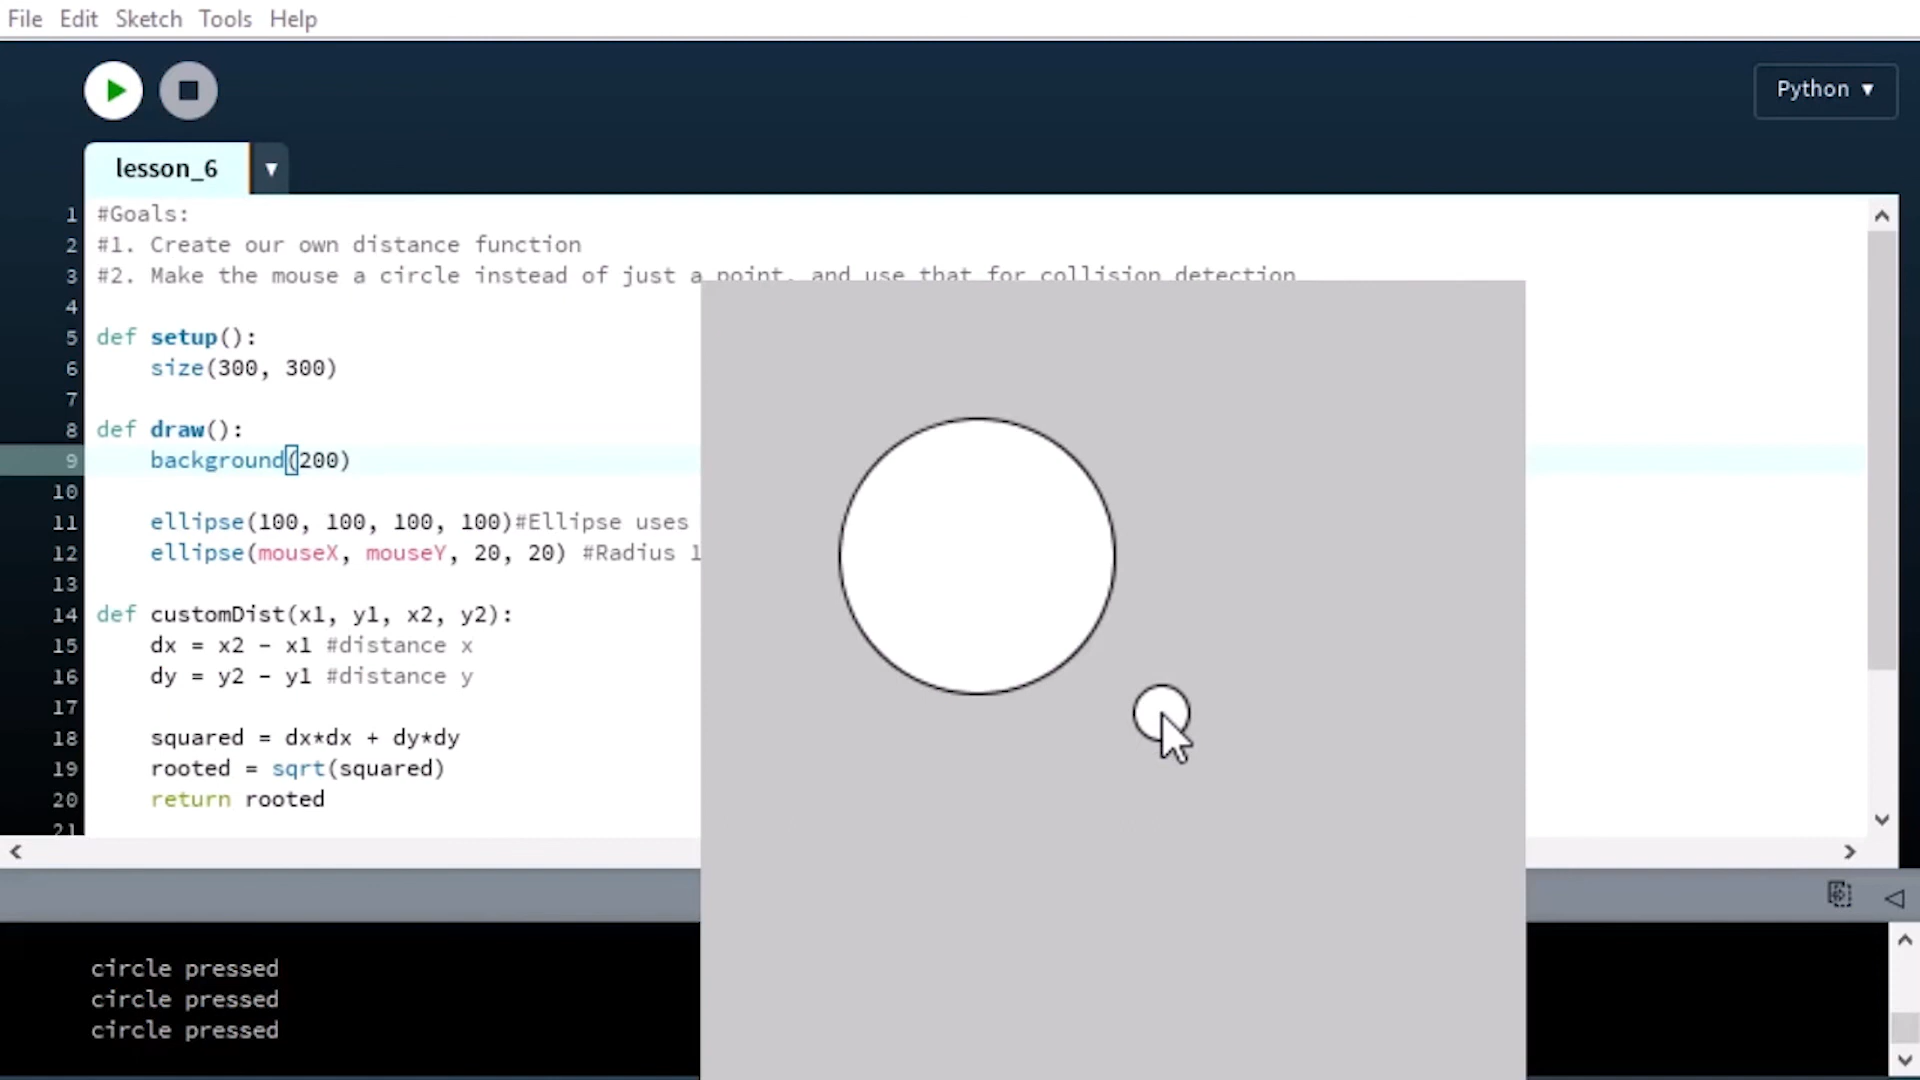 File Edit Sketch Tools Help
Python ▼
lesson_6 ▼
1 #Goals:
2 #1. Create our own distance function
3 #2. Make the mouse a circle instead of just a point, and use that for collision detection
4
5 def setup():
6 size(300, 300)
7
8 def draw():
9 background(200)
10
11 ellipse(100, 100, 100, 100)#Ellipse uses
12 ellipse(mouseX, mouseY, 20, 20) #Radius 1
13
14 def customDist(x1, y1, x2, y2):
15 dx = x2 - x1 #distance x
16 dy = y2 - y1 #distance y
17
18 squared = dx*dx + dy*dy
19 rooted = sqrt(squared)
20 return rooted
21
circle pressed
circle pressed
circle pressed